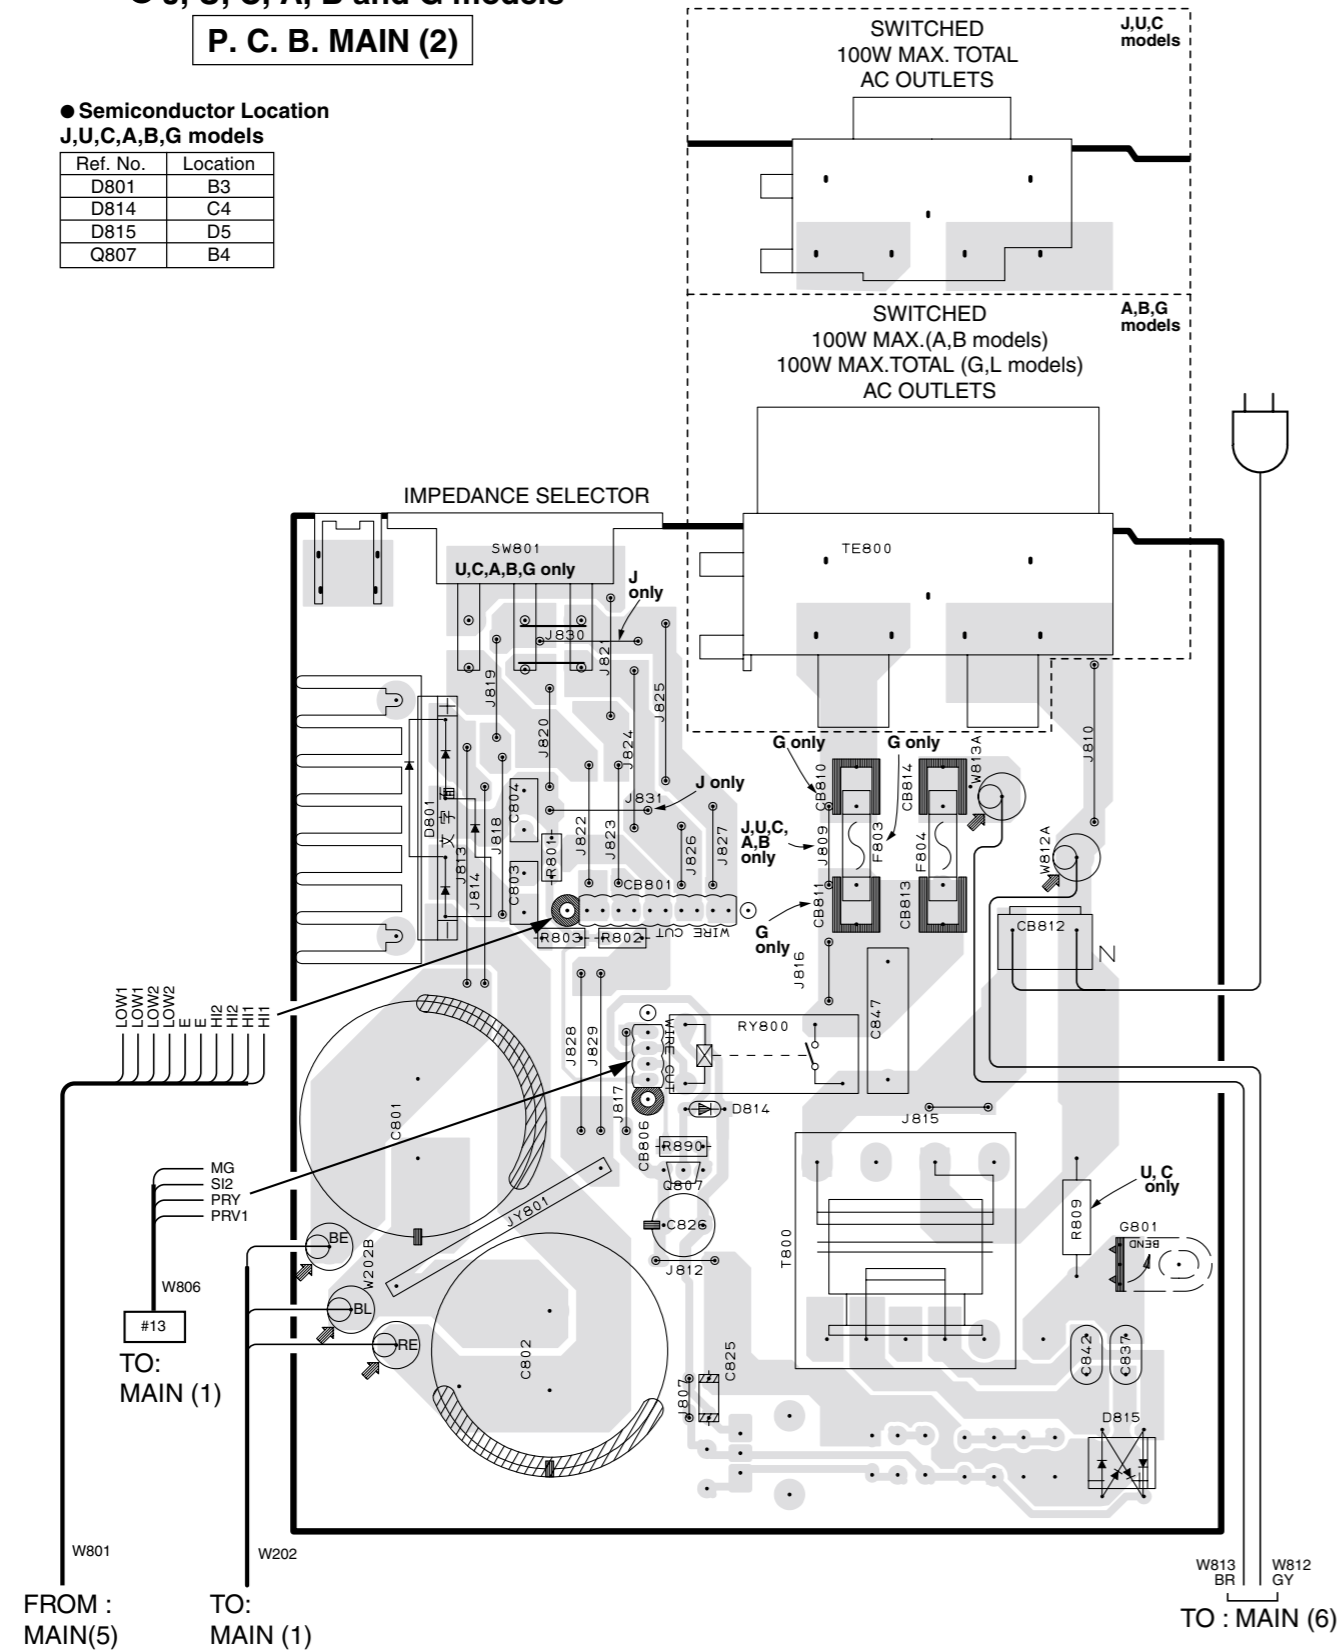 ● J, U, C, A, B and G models
P. C. B. MAIN (2)
● Semiconductor Location
J,U,C,A,B,G models
Ref. No. Location
D801 B3
D814 C4
D815 D5
Q807 B4
J,U,C
models
SWITCHED
100W MAX. TOTAL
AC OUTLETS
A,B,G
models
SWITCHED
100W MAX.(A,B models)
100W MAX.TOTAL (G,L models)
AC OUTLETS
IMPEDANCE SELECTOR
SW801
U,C,A,B,G only
TE800
J
only
J830
J821
J819
J820
J824
J825
J810
G only
G only
CB810
CB814
W813A
D801
文字面
J813
J814
J818
C804
C803
R801
J822
J823
J831
J only
J826
J827
J,U,C,
A,B
only
J809
F803
F804
W812A
CB801
CB811
CB813
G
only
WIRE CUT
R803
R802
CB812
N
J816
C847
LOW1
LOW1
LOW2
LOW2
E
E
HI2
HI2
HI1
HI1
J828
J829
J817
WIRE CUT
RY800
D814
J815
C801
CB806
R890
Q807
C826
J812
MG
SI2
PRY
PRV1
JY801
T800
R809
U, C
only
G801
BEND
BE
W202B
BL
RE
W806
#13
TO:
MAIN (1)
C802
C825
J807
C842
C837
D815
W801
FROM :
MAIN(5)
W202
TO:
MAIN (1)
W813
BR
W812
GY
TO : MAIN (6)